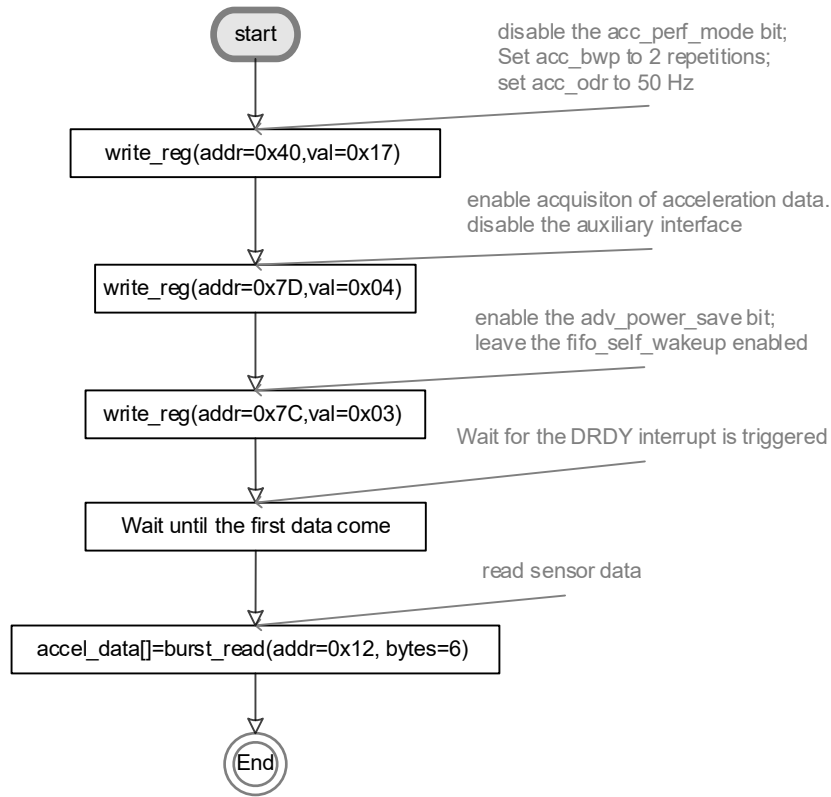 start
disable the acc_perf_mode bit;
Set acc_bwp to 2 repetitions;
set acc_odr to 50 Hz
write_reg(addr=0x40,val=0x17)
enable acquisiton of acceleration data.
disable the auxiliary interface
write_reg(addr=0x7D,val=0x04)
enable the adv_power_save bit;
leave the fifo_self_wakeup enabled
write_reg(addr=0x7C,val=0x03)
Wait for the DRDY interrupt is triggered
Wait until the first data come
read sensor data
accel_data[]=burst_read(addr=0x12, bytes=6)
End